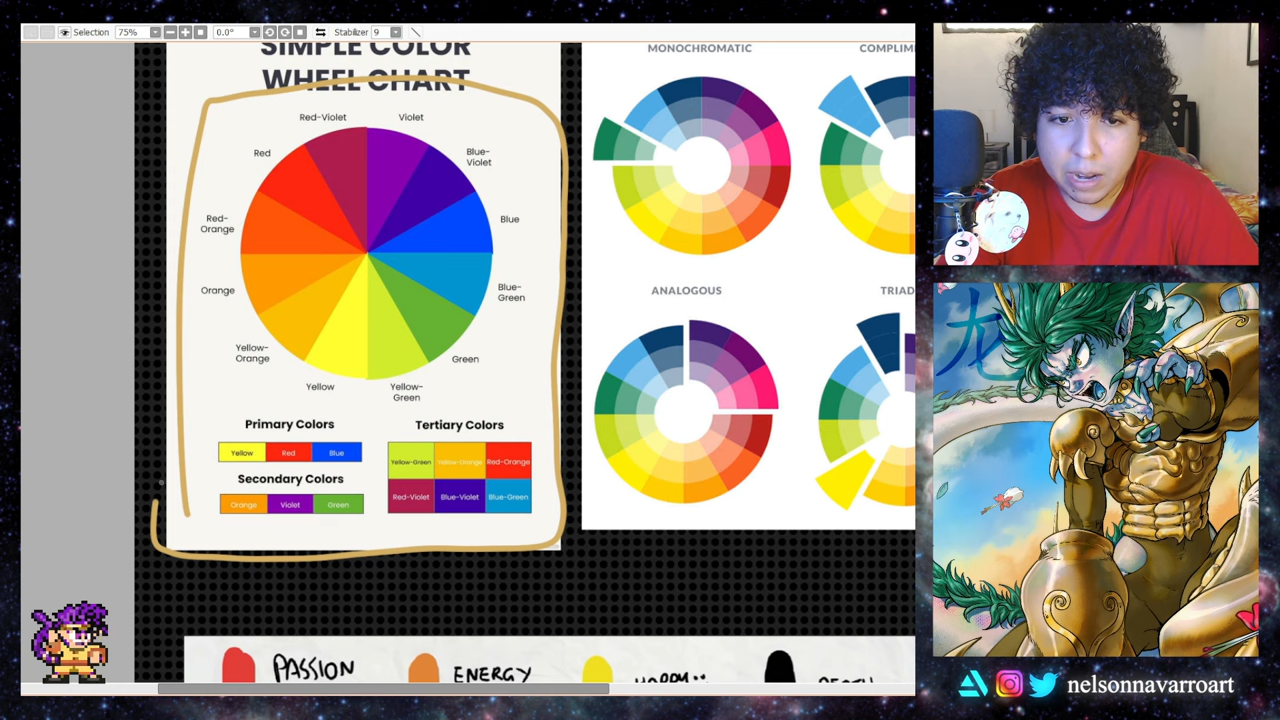 Selection 75% 0.0° Stabilizer 9
SIMPLE COLOR
WHEEL CHART
Red-Violet
Violet
Red
Blue-
Violet
Red-
Orange
Blue
Orange
Blue-
Green
Yellow-
Orange
Green
Yellow
Yellow-
Green
Primary Colors
Yellow Red Blue
Secondary Colors
Orange Violet Green
Tertiary Colors
Yellow-Green Yellow-Orange Red-Orange
Red-Violet Blue-Violet Blue-Green
MONOCHROMATIC
COMPLIM
ANALOGOUS
TRIAD
PASSION
ENERGY
HAPPY
DEATH
龙
nelsonnavarroart